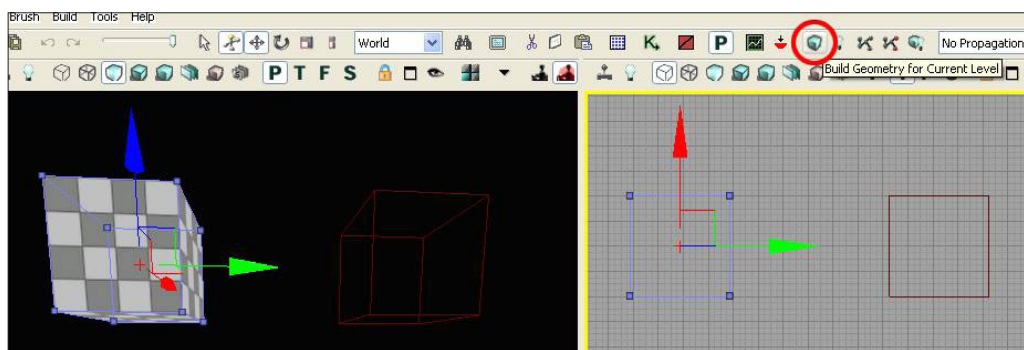 Brush Build Tools Help
World
K
P
No Propagation
P T F S
Build Geometry for Current Level